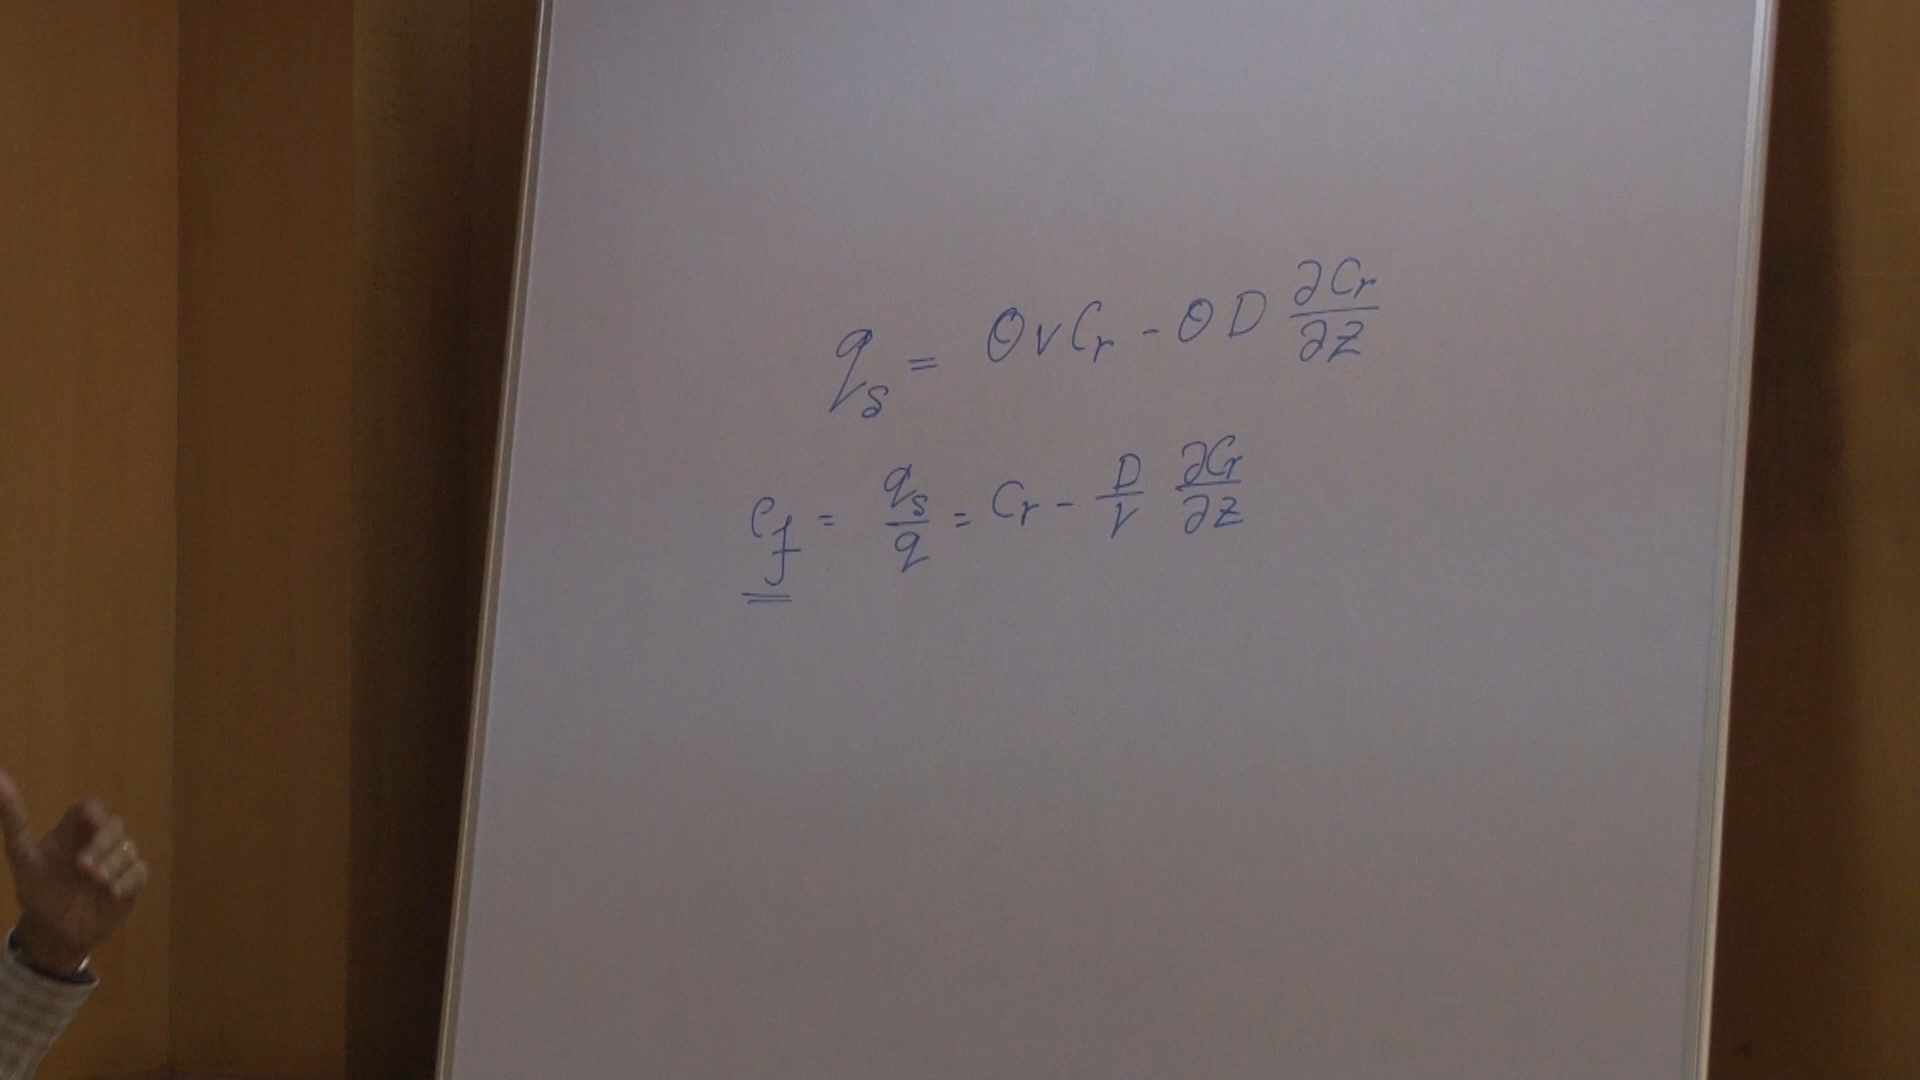 q_s = θvC_r - θD ∂C_r/∂z
C_f = q_s/q = C_r - D/v ∂C_r/∂z